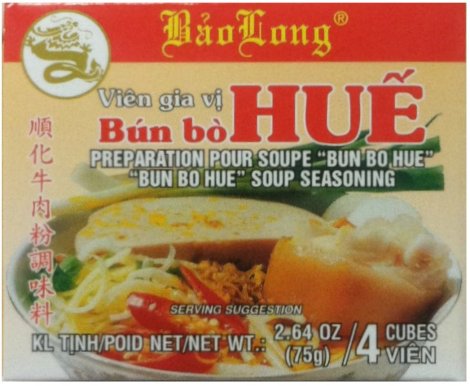 BảoLong®
Viên gia vị
Bún bò HUẾ
PREPARATION POUR SOUPE "BUN BO HUE"
"BUN BO HUE" SOUP SEASONING
順化牛肉粉調味料
SERVING SUGGESTION
KL TỊNH/POID NET/NET WT.: 2.64 OZ (75g) / 4 CUBES VIÊN